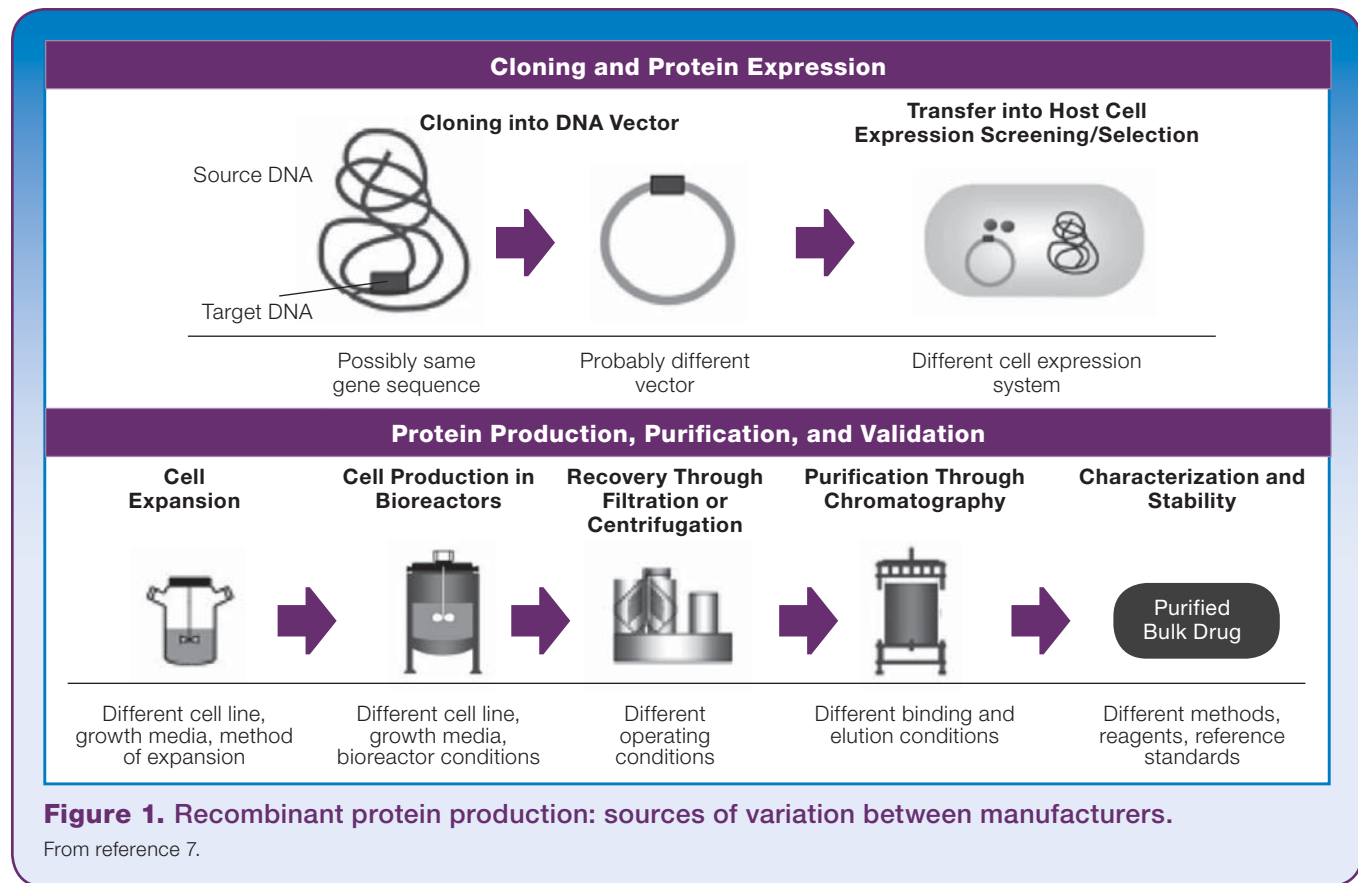 Cloning and Protein Expression
Cloning into DNA Vector
Transfer into Host Cell
Expression Screening/Selection
Source DNA
Target DNA
Possibly same
gene sequence
Probably different
vector
Different cell expression
system
Protein Production, Purification, and Validation
Cell
Expansion
Cell Production in
Bioreactors
Recovery Through
Filtration or
Centrifugation
Purification Through
Chromatography
Characterization and
Stability
Purified
Bulk Drug
Different cell line,
growth media, method
of expansion
Different cell line,
growth media,
bioreactor conditions
Different
operating
conditions
Different binding and
elution conditions
Different methods,
reagents, reference
standards
Figure 1. Recombinant protein production: sources of variation between manufacturers.
From reference 7.